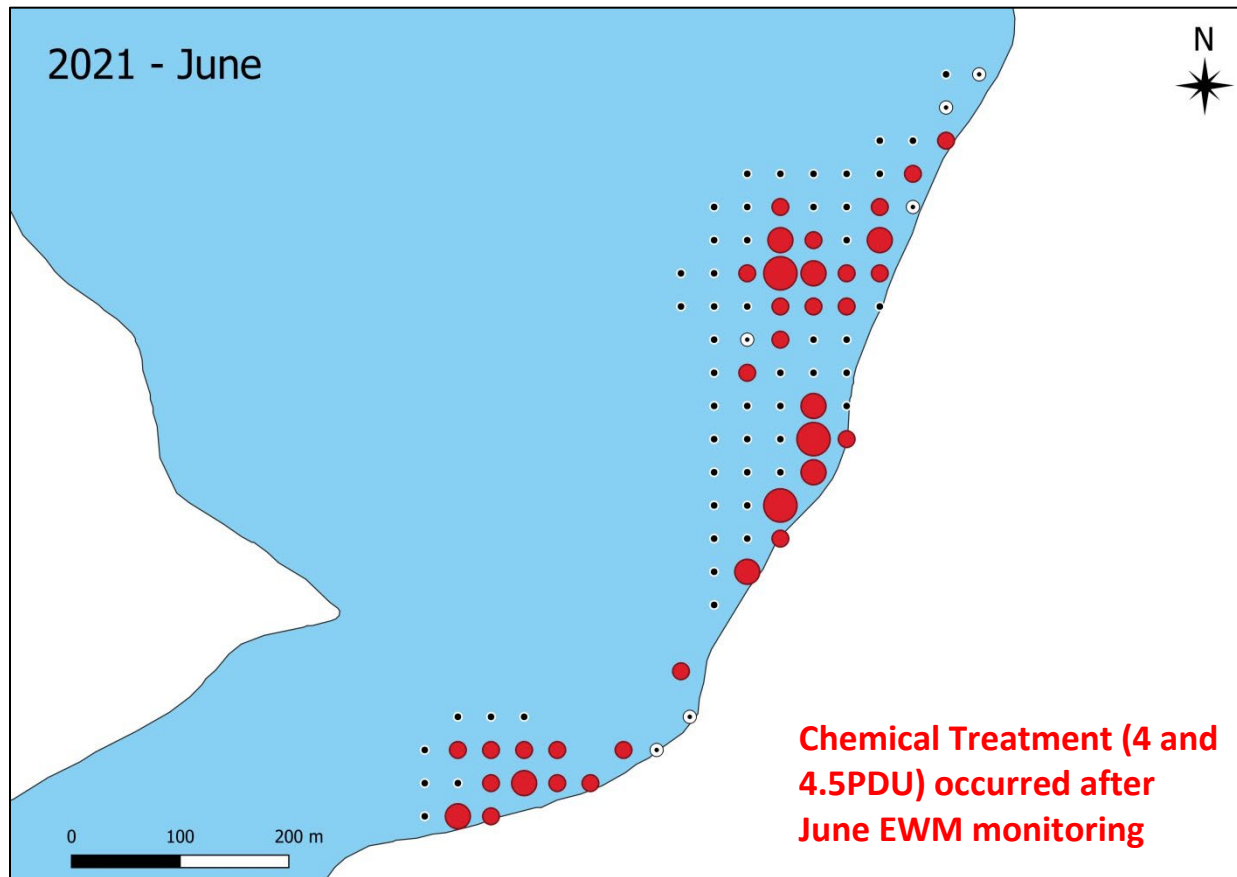 2021 - June
N
Chemical Treatment (4 and
4.5PDU) occurred after
June EWM monitoring
0 100 200 m